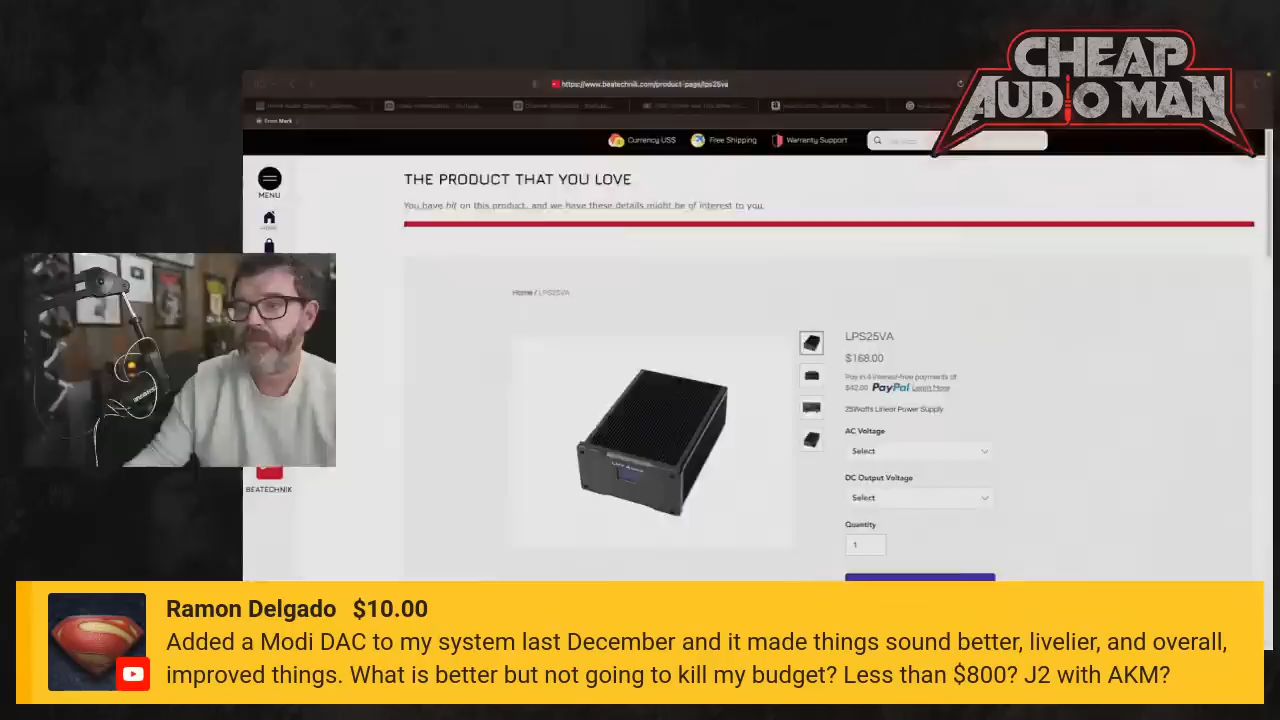 CHEAP
AUDIO MAN
https://www.beatechnik.com/product-page/lps25va
From Mark
Currency US$
Free Shipping
Warranty Support
MENU
HOME
THE PRODUCT THAT YOU LOVE
You have hit on this product, and we have these details might be of interest to you.
Home / LPS25VA
LPS25VA
$168.00
Pay in 4 interest-free payments of
$42.00 PayPal Learn More
25Watts Linear Power Supply
AC Voltage
Select
DC Output Voltage
Select
Quantity
1
BEATECHNIK
Ramon Delgado $10.00
Added a Modi DAC to my system last December and it made things sound better, livelier, and overall,
improved things. What is better but not going to kill my budget? Less than $800? J2 with AKM?